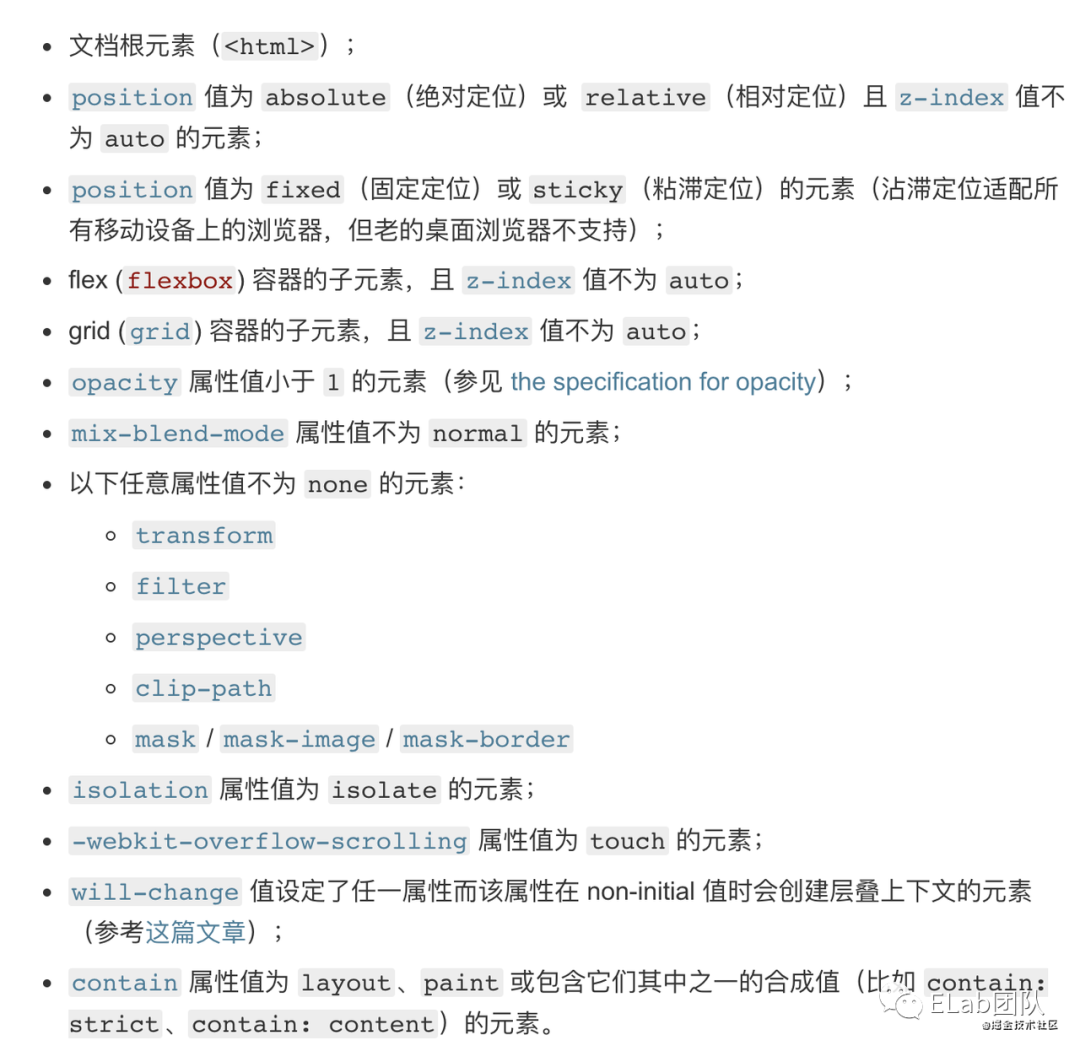 • 文档根元素（<html>）；
• position 值为 absolute（绝对定位）或 relative（相对定位）且 z-index 值不
为 auto 的元素；
• position 值为 fixed（固定定位）或 sticky（粘滞定位）的元素（沾滞定位适配所
有移动设备上的浏览器，但老的桌面浏览器不支持）；
• flex (flexbox) 容器的子元素，且 z-index 值不为 auto；
• grid (grid) 容器的子元素，且 z-index 值不为 auto；
• opacity 属性值小于 1 的元素（参见 the specification for opacity）；
• mix-blend-mode 属性值不为 normal 的元素；
• 以下任意属性值不为 none 的元素：
◦ transform
◦ filter
◦ perspective
◦ clip-path
◦ mask / mask-image / mask-border
• isolation 属性值为 isolate 的元素；
• -webkit-overflow-scrolling 属性值为 touch 的元素；
• will-change 值设定了任一属性而该属性在 non-initial 值时会创建层叠上下文的元素
（参考这篇文章）；
• contain 属性值为 layout、paint 或包含它们其中之一的合成值（比如 contain:
strict、contain: content）的元素。
ELab团队
@掘金技术社区